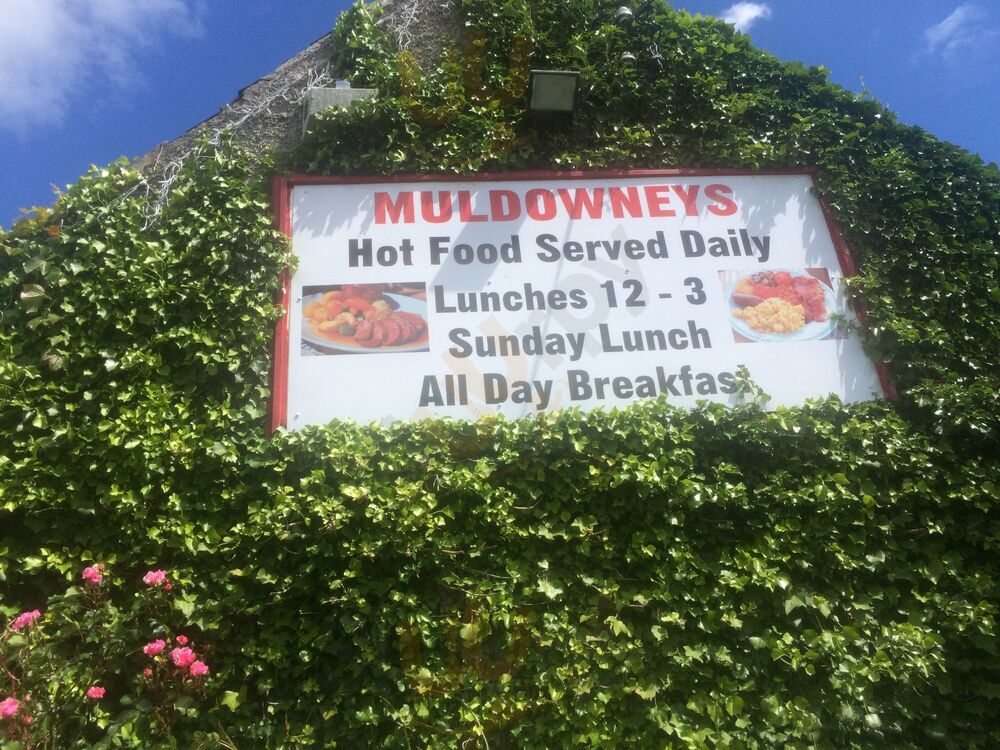 MULDOWNEYS
Hot Food Served Daily
Lunches 12 - 3
Sunday Lunch
All Day Breakfas